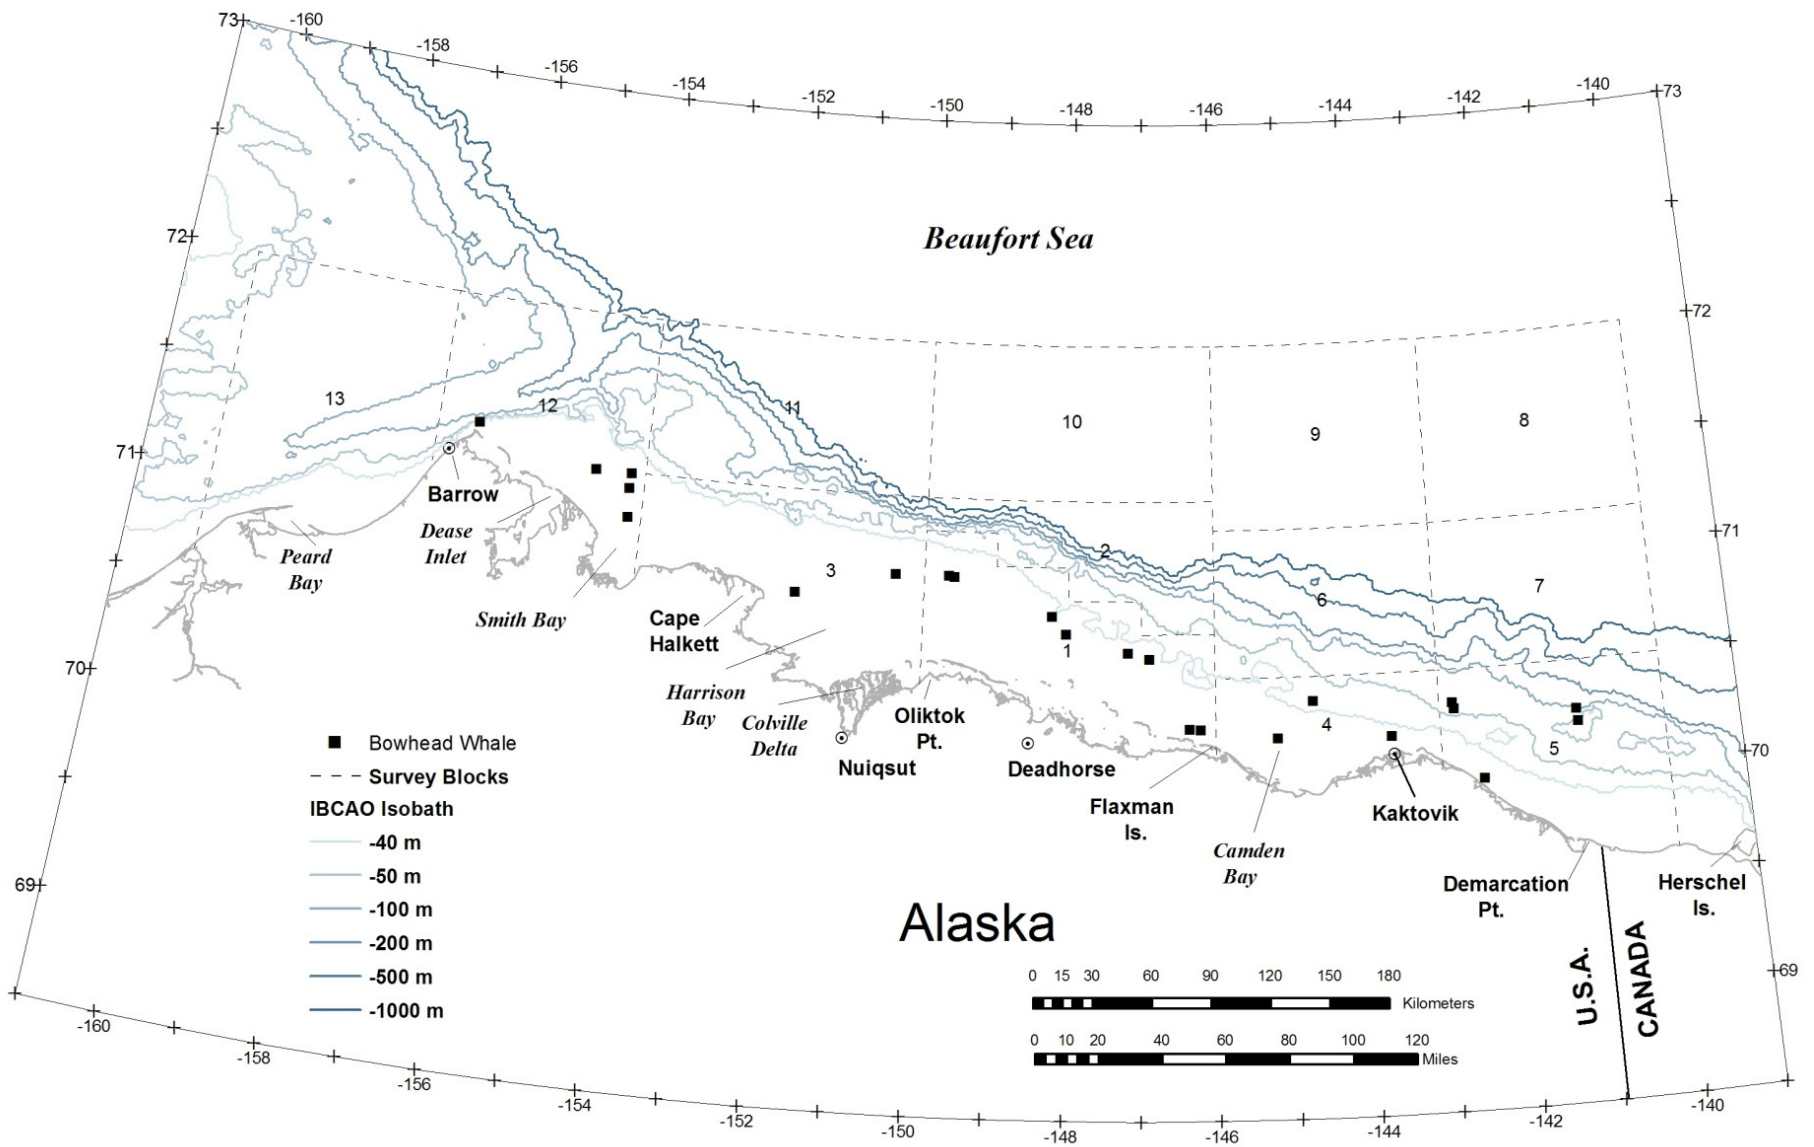 73
-160
-158
-156
-154
-152
-150
-148
-146
-144
-142
-140
73
72
Beaufort Sea
72
13
12
11
10
9
8
71
Barrow
Dease
Inlet
Peard
Bay
71
2
3
6
7
Smith Bay
Cape
Halkett
1
70
Harrison
Bay
Colville
Delta
Oliktok
Pt.
4
5
70
Nuiqsut
Deadhorse
Flaxman
Is.
Kaktovik
Camden
Bay
Demarcation
Pt.
Herschel
Is.
Bowhead Whale
Survey Blocks
IBCAO Isobath
-40 m
-50 m
-100 m
-200 m
-500 m
-1000 m
69
Alaska
U.S.A.
CANADA
69
0 15 30 60 90 120 150 180
Kilometers
0 10 20 40 60 80 100 120
Miles
-160
-158
-156
-154
-152
-150
-148
-146
-144
-142
-140